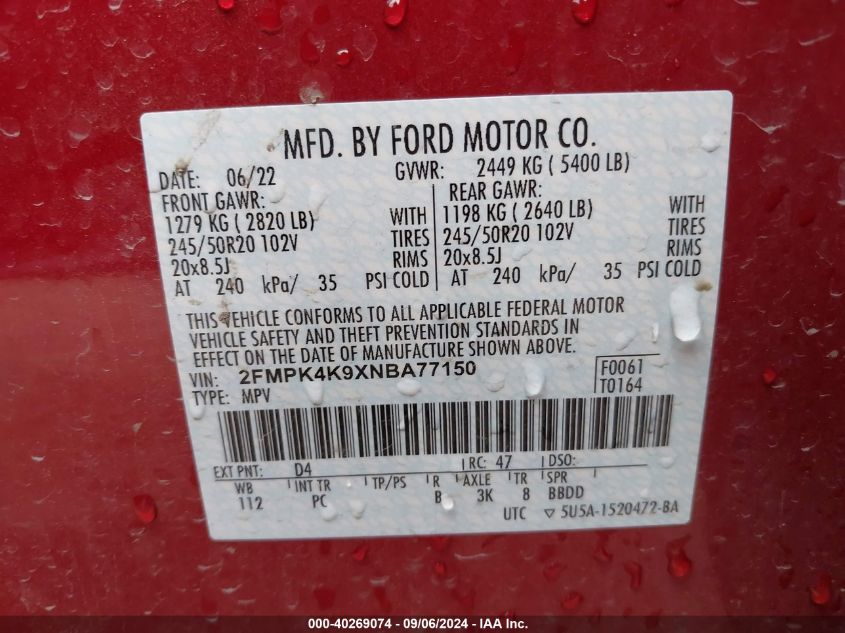 MFD. BY FORD MOTOR CO.
DATE: 06/22 GVWR: 2449 KG ( 5400 LB)
FRONT GAWR: REAR GAWR:
1279 KG ( 2820 LB) WITH 1198 KG ( 2640 LB) WITH
245/50R20 102V TIRES 245/50R20 102V TIRES
20x8.5J RIMS 20x8.5J RIMS
AT 240 kPa/ 35 PSI COLD AT 240 kPa/ 35 PSI COLD
THIS VEHICLE CONFORMS TO ALL APPLICABLE FEDERAL MOTOR
VEHICLE SAFETY AND THEFT PREVENTION STANDARDS IN
EFFECT ON THE DATE OF MANUFACTURE SHOWN ABOVE.
VIN: 2FMPK4K9XNBA77150 F0061
TYPE: MPV T0164
EXT PNT: D4 RC: 47 DSO:
WB INT TR TP/PS R AXLE TR SPR
112 PC B 3K 8 BBDD
UTC ▽ 5U5A-1520472-BA
000-40269074 - 09/06/2024 - IAA Inc.